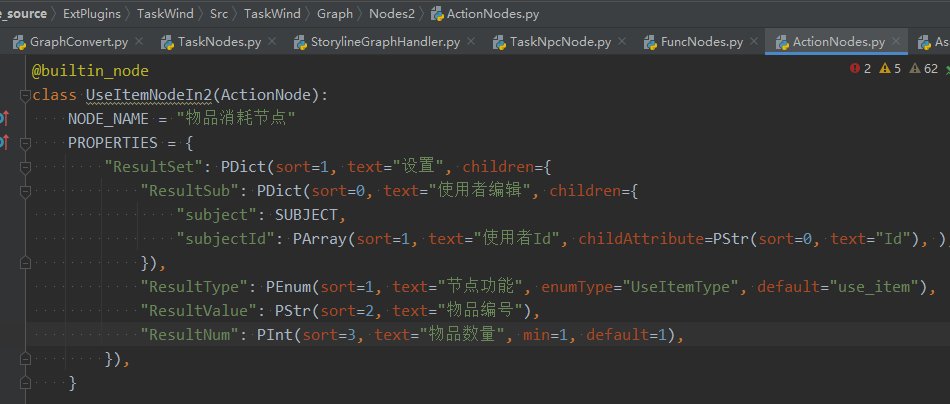 e_source > ExtPlugins > TaskWind > Src > TaskWind > Graph > Nodes2 > ActionNodes.py
GraphConvert.py × TaskNodes.py × StorylineGraphHandler.py × TaskNpcNode.py × FuncNodes.py × ActionNodes.py × As
2 5 62
@builtin_node
class UseItemNodeIn2(ActionNode):
NODE_NAME = "物品消耗节点"
PROPERTIES = {
"ResultSet": PDict(sort=1, text="设置", children={
"ResultSub": PDict(sort=0, text="使用者编辑", children={
"subject": SUBJECT,
"subjectId": PArray(sort=1, text="使用者Id", childAttribute=PStr(sort=0, text="Id"), ),
}),
"ResultType": PEnum(sort=1, text="节点功能", enumType="UseItemType", default="use_item"),
"ResultValue": PStr(sort=2, text="物品编号"),
"ResultNum": PInt(sort=3, text="物品数量", min=1, default=1),
}),
}